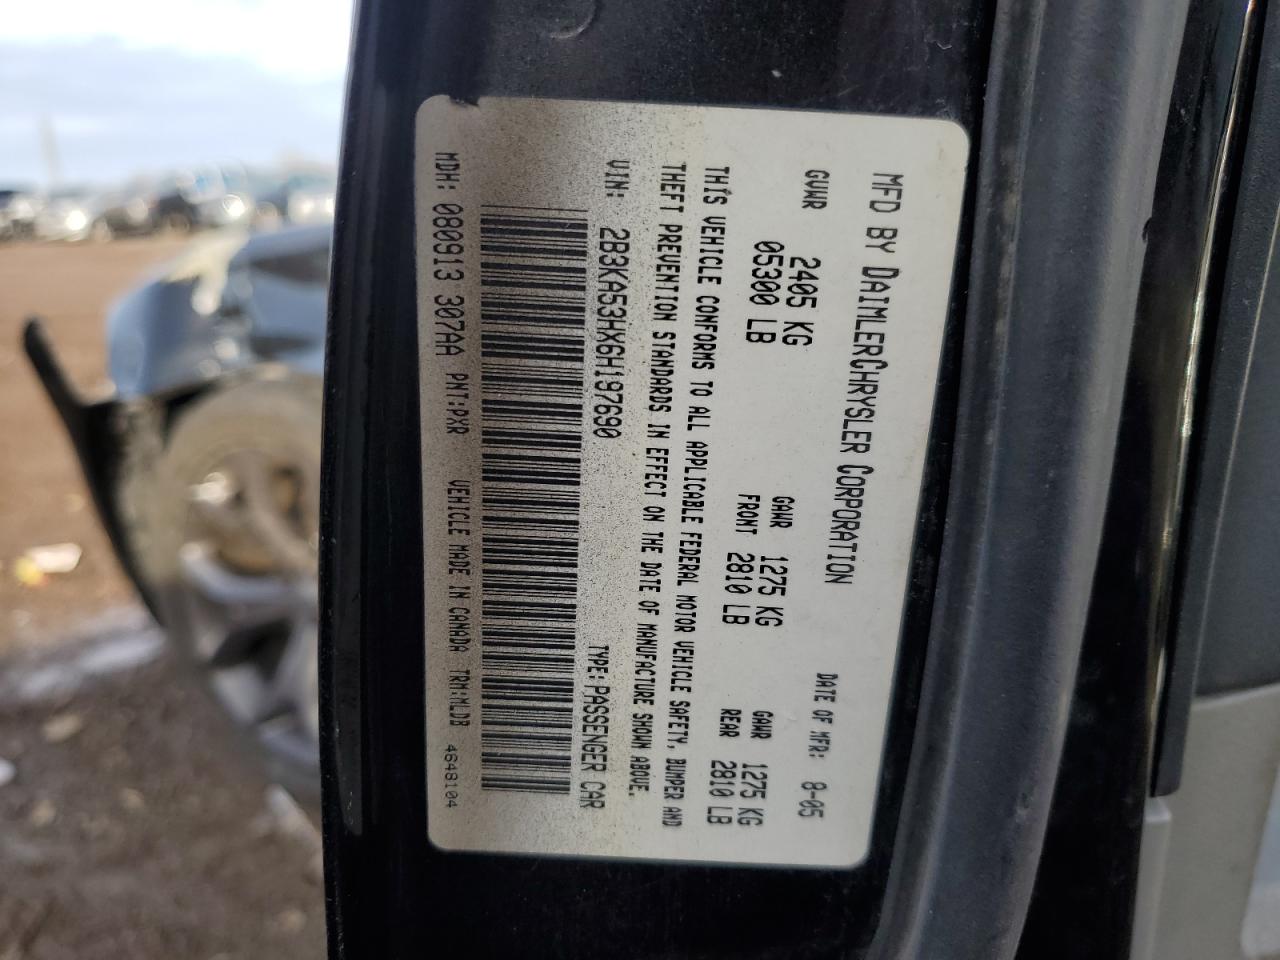 MFD BY DAIMLERCHRYSLER CORPORATION
DATE OF MFR: 8-05
GVWR 2405 KG
05300 LB
GAWR 1275 KG
FRONT 2810 LB
GAWR 1275 KG
REAR 2810 LB
THIS VEHICLE CONFORMS TO ALL APPLICABLE FEDERAL MOTOR VEHICLE SAFETY, BUMPER AND
THEFT PREVENTION STANDARDS IN EFFECT ON THE DATE OF MANUFACTURE SHOWN ABOVE.
VIN: 2B3KA53HX6H197690
TYPE: PASSENGER CAR
MDH: 080913 307AA PNT:PXR VEHICLE MADE IN CANADA TRM:MLDB 4648104